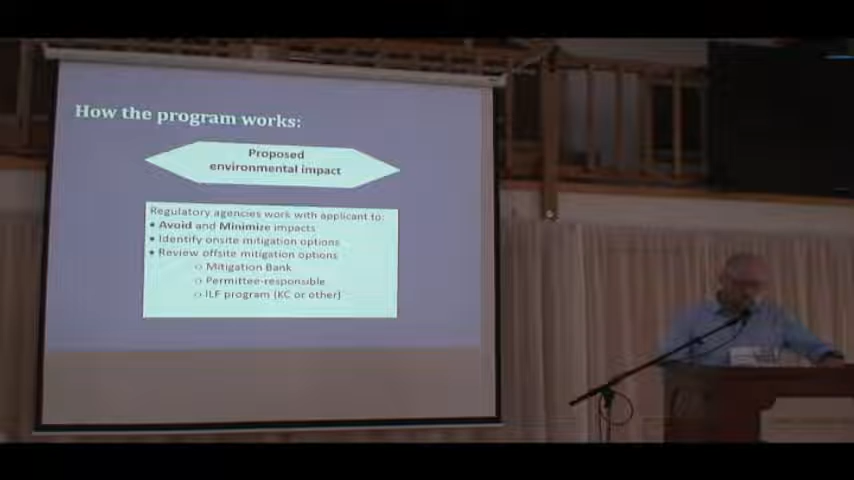 How the program works:
Proposed
environmental impact
Regulatory agencies work with applicant to:
• Avoid and Minimize impacts
• Identify onsite mitigation options
• Review offsite mitigation options
o Mitigation Bank
o Permittee-responsible
o ILF program (KC or other)